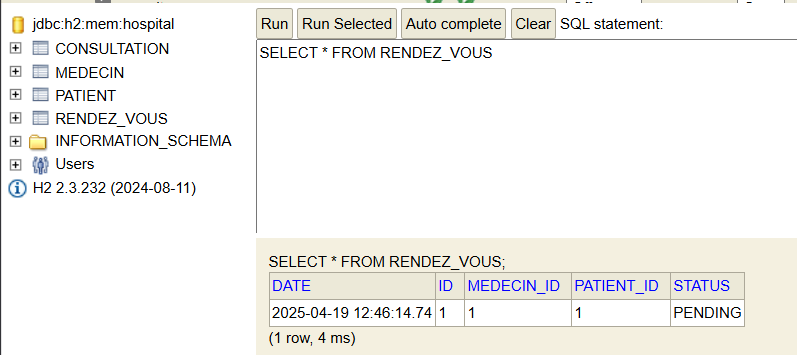 jdbc:h2:mem:hospital
CONSULTATION
MEDECIN
PATIENT
RENDEZ_VOUS
INFORMATION_SCHEMA
Users
H2 2.3.232 (2024-08-11)
Run Run Selected Auto complete Clear SQL statement:
SELECT * FROM RENDEZ_VOUS
SELECT * FROM RENDEZ_VOUS;
DATE ID MEDECIN_ID PATIENT_ID STATUS
2025-04-19 12:46:14.74 1 1 1 PENDING
(1 row, 4 ms)